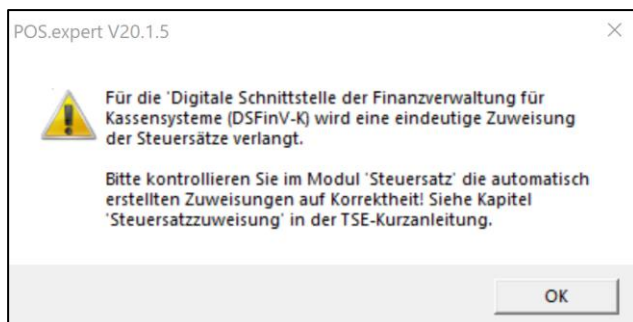 POS.expert V20.1.5
Für die 'Digitale Schnittstelle der Finanzverwaltung für
Kassensysteme (DSFinV-K) wird eine eindeutige Zuweisung
der Steuersätze verlangt.
Bitte kontrollieren Sie im Modul 'Steuersatz' die automatisch
erstellten Zuweisungen auf Korrektheit! Siehe Kapitel
'Steuersatzzuweisung' in der TSE-Kurzanleitung.
OK